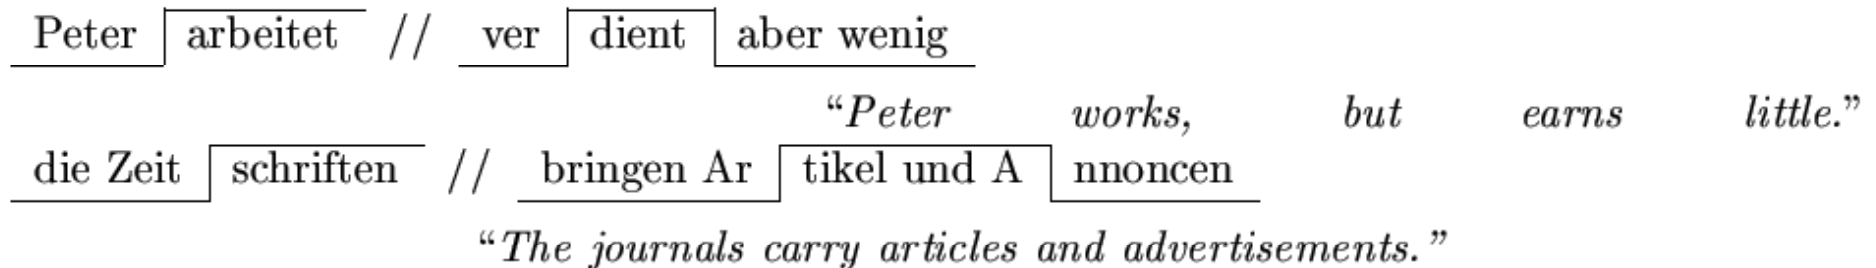 Peter arbeitet // ver dient aber wenig
“Peter works, but earns little.”
die Zeit schriften // bringen Ar tikel und A nnoncen
“The journals carry articles and advertisements.”